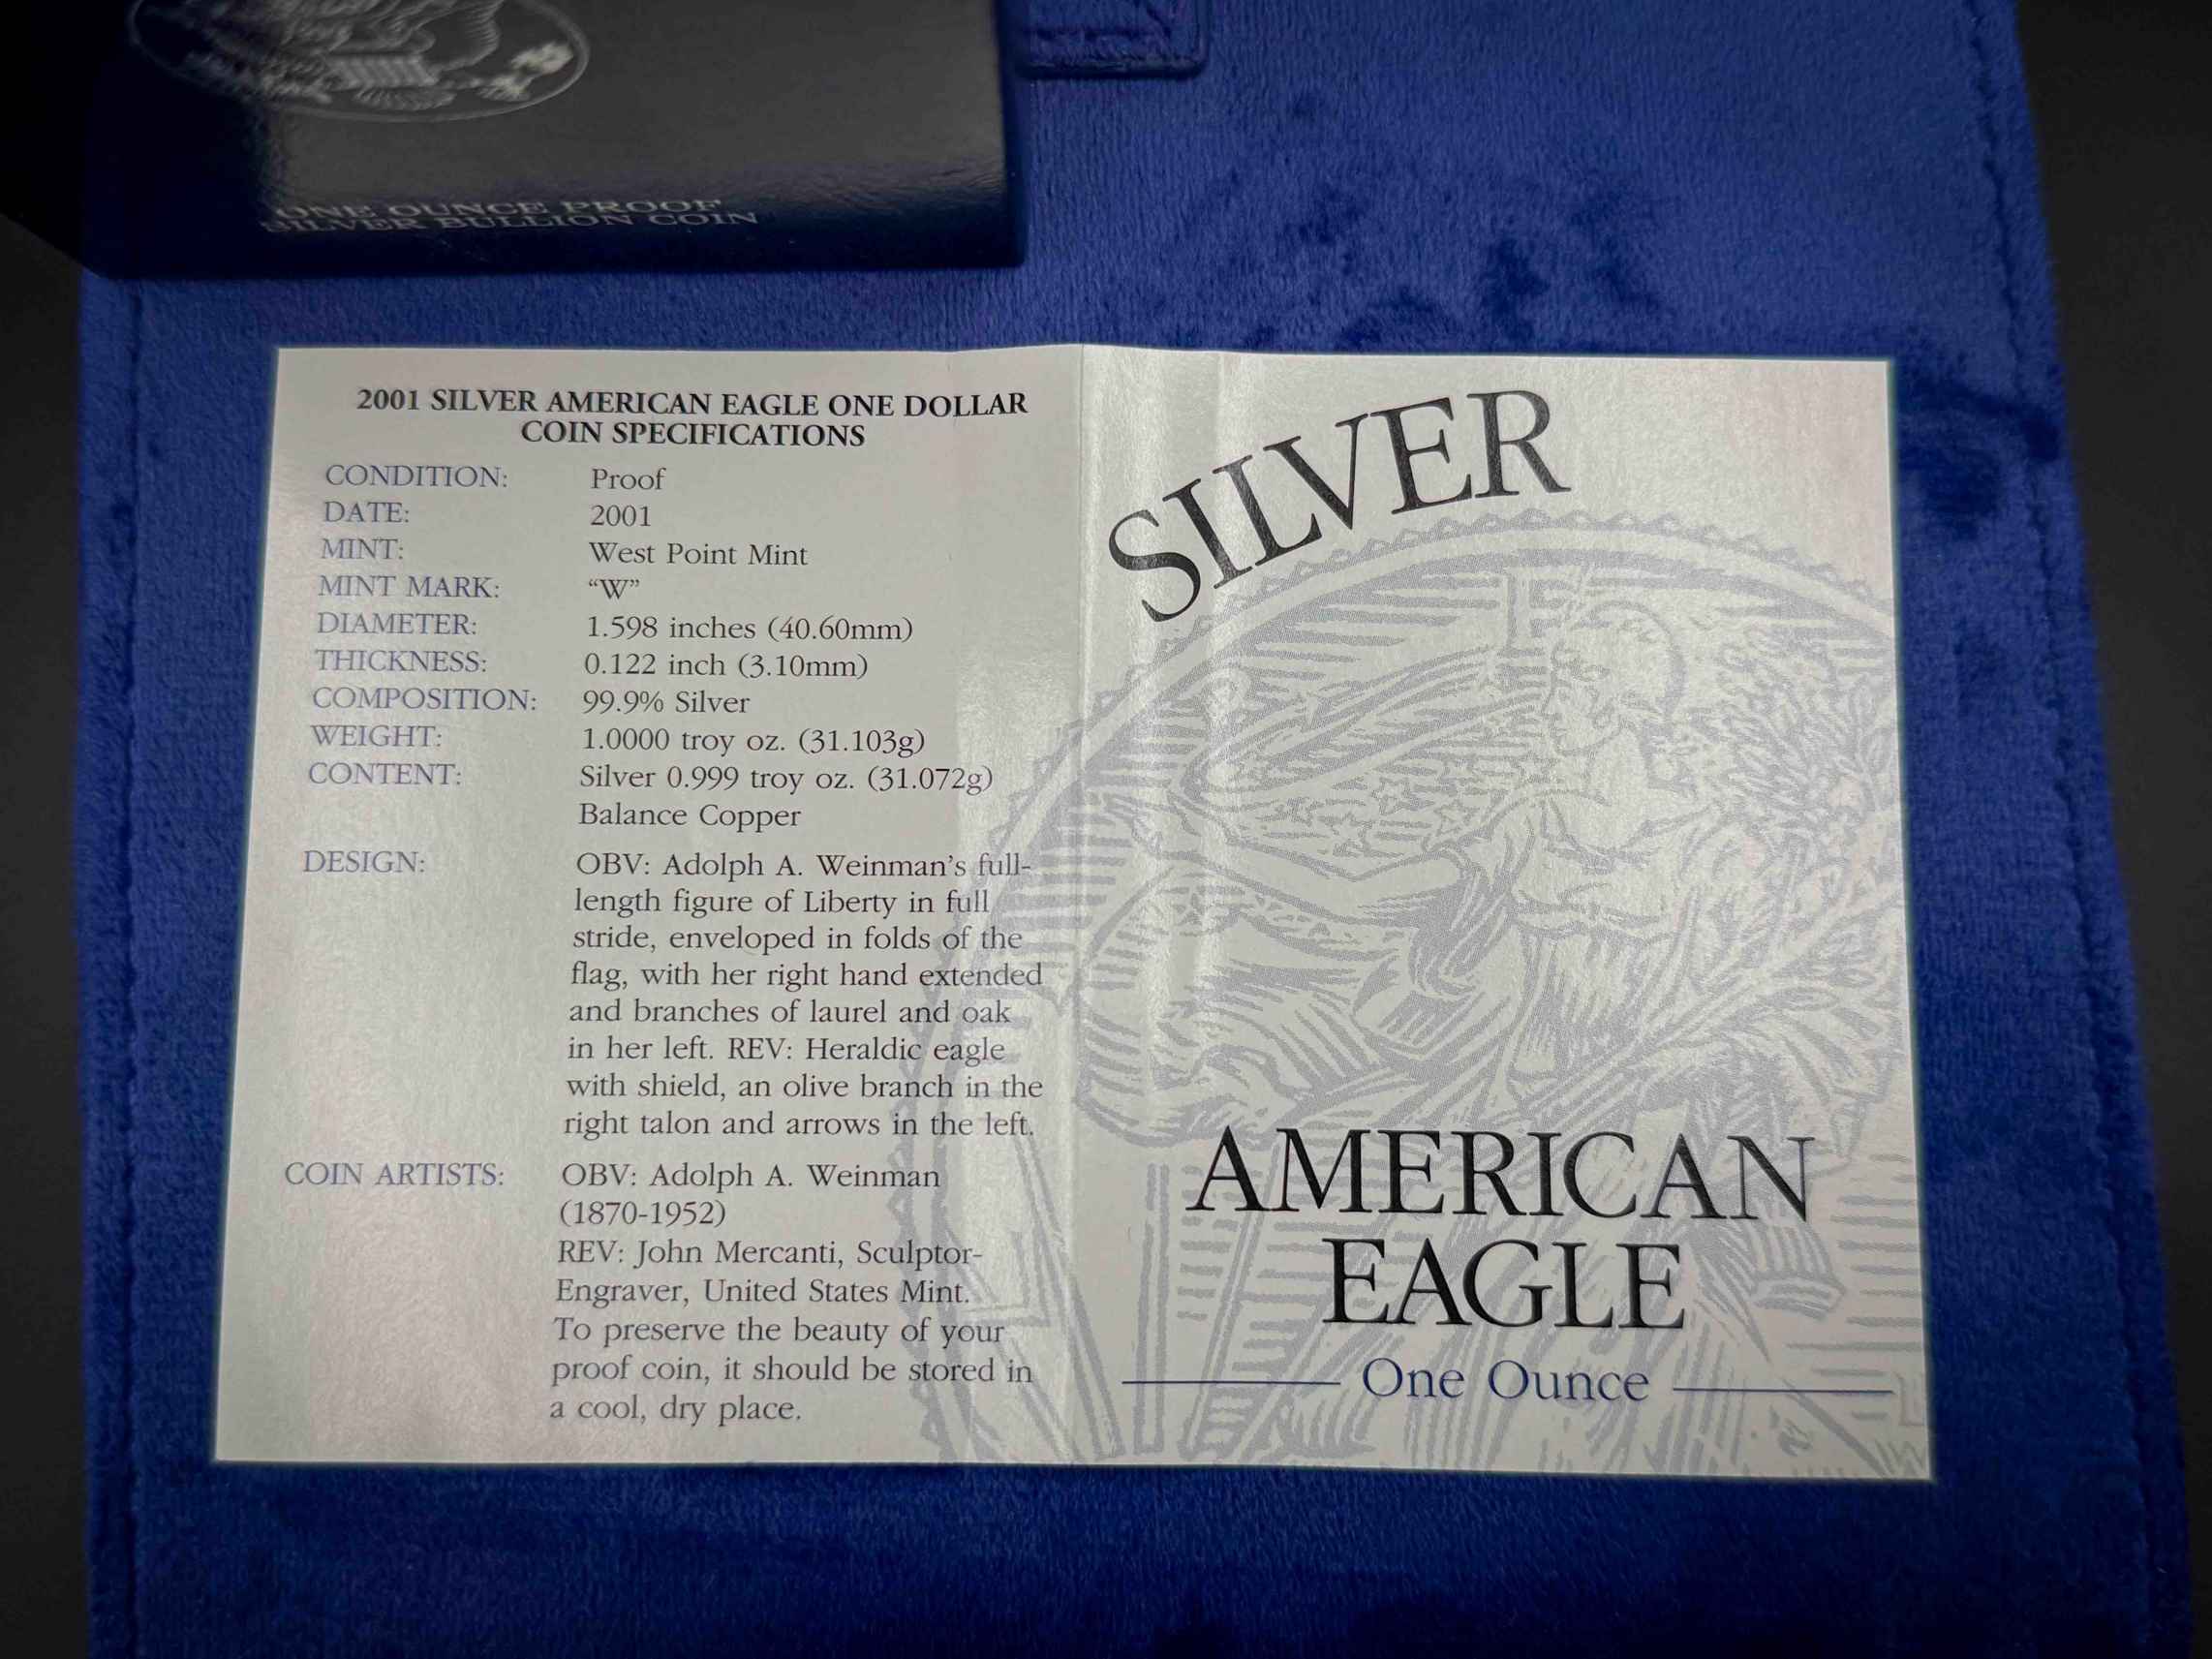 ONE OUNCE PROOF
SILVER BULLION COIN
2001 SILVER AMERICAN EAGLE ONE DOLLAR
COIN SPECIFICATIONS
CONDITION: Proof
DATE: 2001
MINT: West Point Mint
MINT MARK: “W”
DIAMETER: 1.598 inches (40.60mm)
THICKNESS: 0.122 inch (3.10mm)
COMPOSITION: 99.9% Silver
WEIGHT: 1.0000 troy oz. (31.103g)
CONTENT: Silver 0.999 troy oz. (31.072g)
Balance Copper
DESIGN: OBV: Adolph A. Weinman’s full-
length figure of Liberty in full
stride, enveloped in folds of the
flag, with her right hand extended
and branches of laurel and oak
in her left. REV: Heraldic eagle
with shield, an olive branch in the
right talon and arrows in the left.
COIN ARTISTS: OBV: Adolph A. Weinman
(1870-1952)
REV: John Mercanti, Sculptor-
Engraver, United States Mint.
To preserve the beauty of your
proof coin, it should be stored in
a cool, dry place.
SILVER
AMERICAN
EAGLE
One Ounce